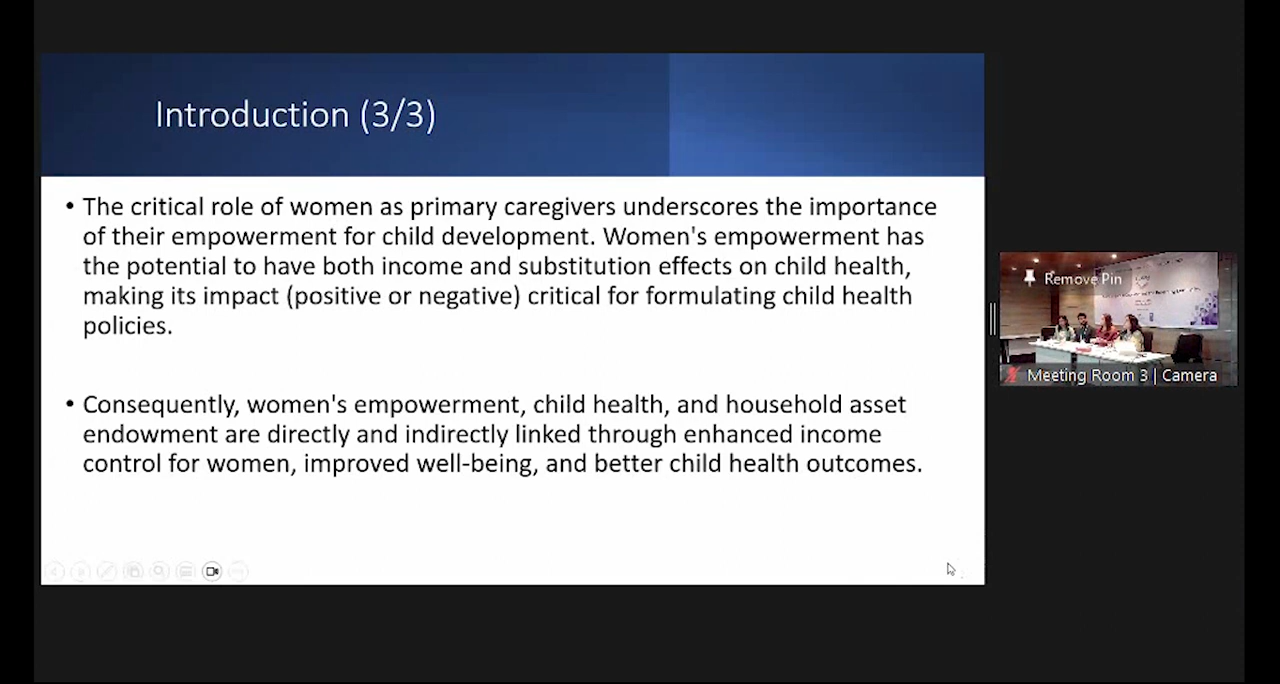 Introduction (3/3)
• The critical role of women as primary caregivers underscores the importance
of their empowerment for child development. Women's empowerment has
the potential to have both income and substitution effects on child health,
making its impact (positive or negative) critical for formulating child health
policies.
• Consequently, women's empowerment, child health, and household asset
endowment are directly and indirectly linked through enhanced income
control for women, improved well-being, and better child health outcomes.
Remove Pin
Meeting Room 3 | Camera